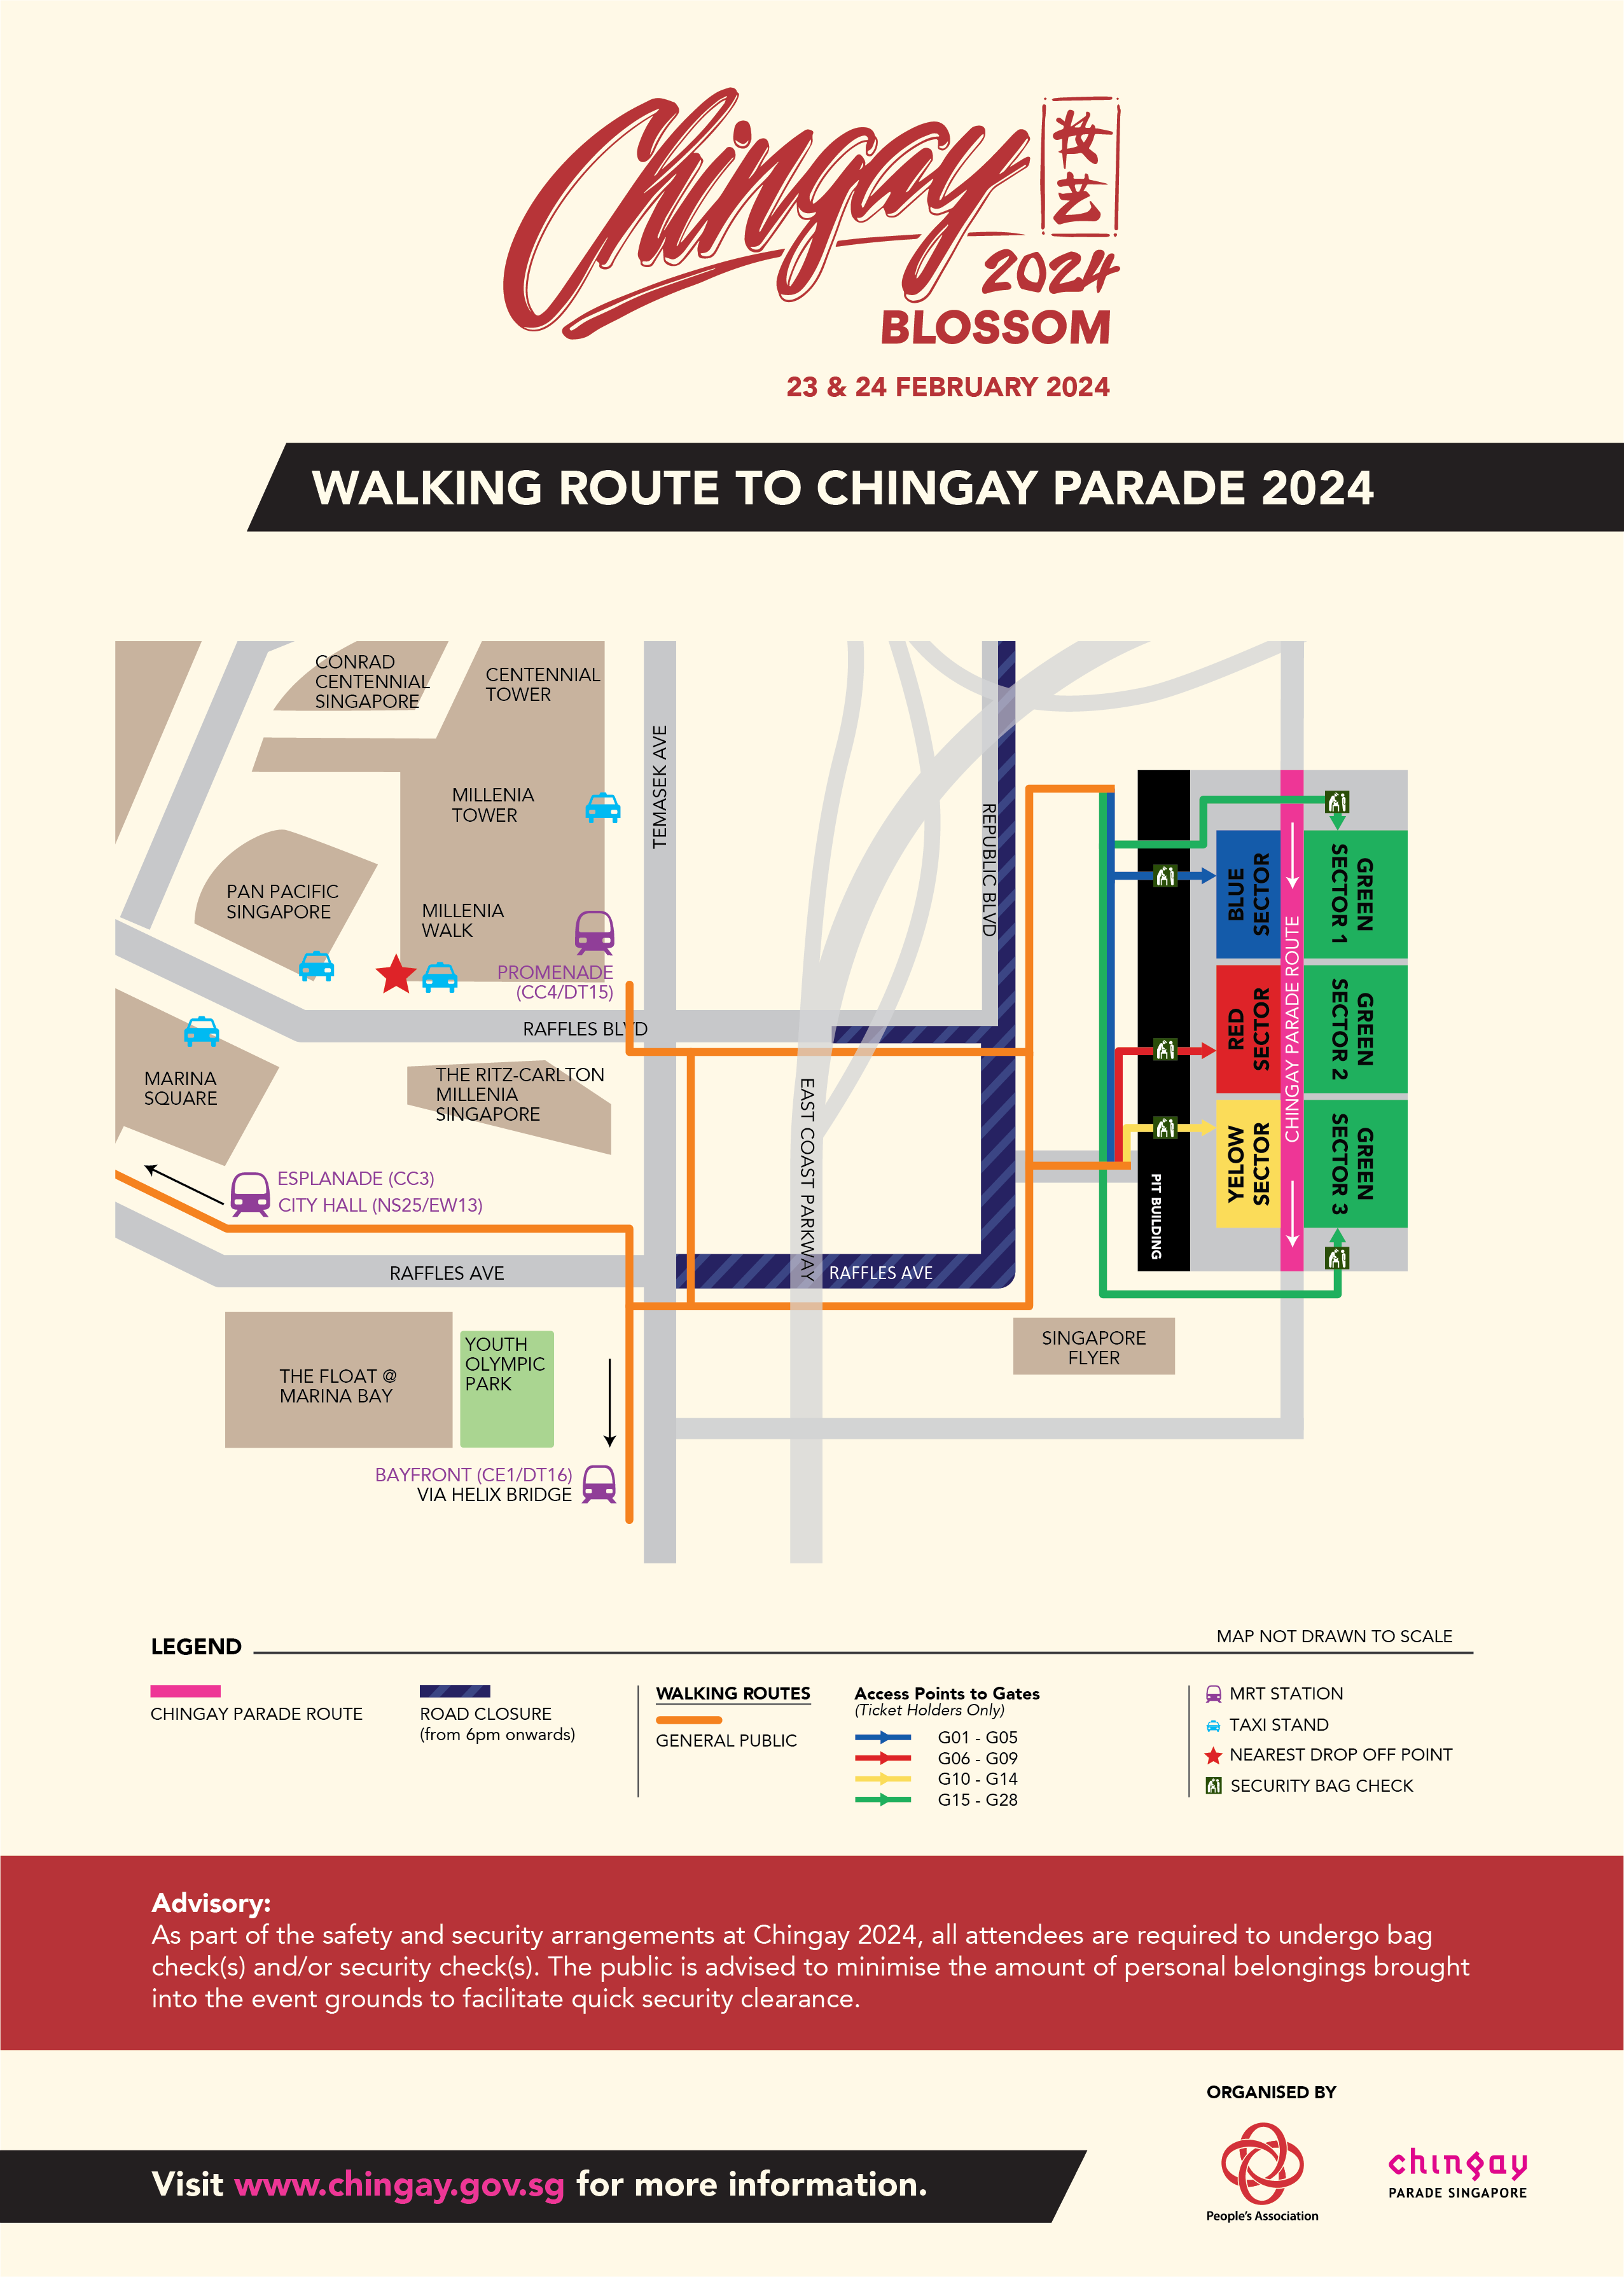 Chingay
妆艺
2024
BLOSSOM
23 & 24 FEBRUARY 2024
WALKING ROUTE TO CHINGAY PARADE 2024
CONRAD
CENTENNIAL
SINGAPORE
CENTENNIAL
TOWER
TEMASEK AVE
MILLENIA
TOWER
REPUBLIC BLVD
PAN PACIFIC
SINGAPORE
MILLENIA
WALK
PROMENADE
(CC4/DT15)
RAFFLES BLVD
MARINA
SQUARE
THE RITZ-CARLTON
MILLENIA
SINGAPORE
EAST COAST PARKWAY
BLUE
SECTOR
RED
SECTOR
YELOW
SECTOR
CHINGAY PARADE ROUTE
GREEN
SECTOR 1
GREEN
SECTOR 2
GREEN
SECTOR 3
PIT BUILDING
ESPLANADE (CC3)
CITY HALL (NS25/EW13)
RAFFLES AVE
RAFFLES AVE
THE FLOAT @
MARINA BAY
YOUTH
OLYMPIC
PARK
SINGAPORE
FLYER
BAYFRONT (CE1/DT16)
VIA HELIX BRIDGE
LEGEND
MAP NOT DRAWN TO SCALE
CHINGAY PARADE ROUTE
ROAD CLOSURE
(from 6pm onwards)
WALKING ROUTES
GENERAL PUBLIC
Access Points to Gates
(Ticket Holders Only)
G01 - G05
G06 - G09
G10 - G14
G15 - G28
MRT STATION
TAXI STAND
NEAREST DROP OFF POINT
SECURITY BAG CHECK
Advisory:
As part of the safety and security arrangements at Chingay 2024, all attendees are required to undergo bag
check(s) and/or security check(s). The public is advised to minimise the amount of personal belongings brought
into the event grounds to facilitate quick security clearance.
ORGANISED BY
People's Association
chingay
PARADE SINGAPORE
Visit www.chingay.gov.sg for more information.